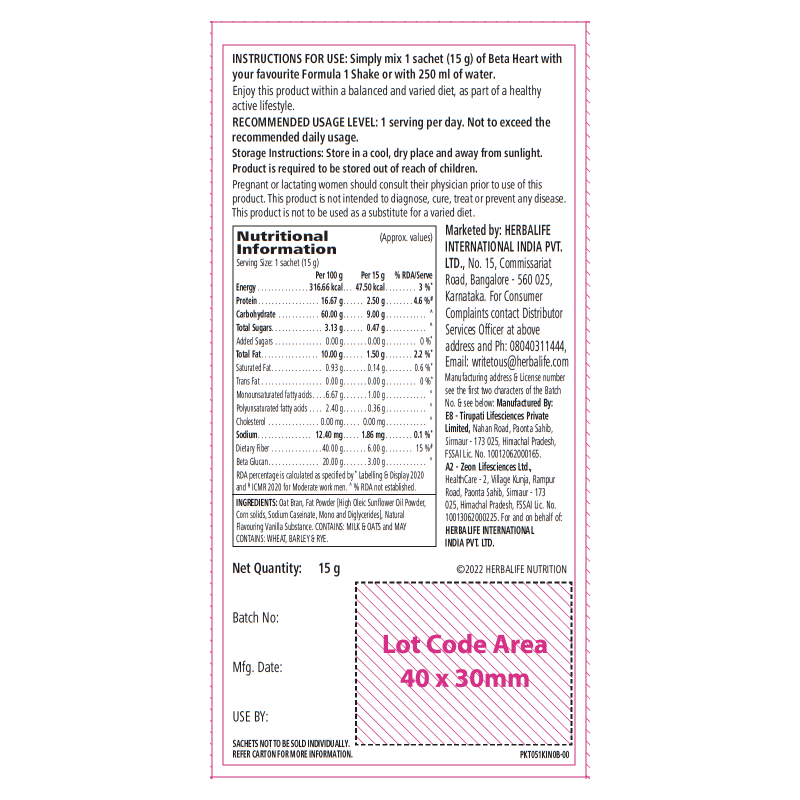 INSTRUCTIONS FOR USE: Simply mix 1 sachet (15 g) of Beta Heart with
your favourite Formula 1 Shake or with 250 ml of water.
Enjoy this product within a balanced and varied diet, as part of a healthy
active lifestyle.
RECOMMENDED USAGE LEVEL: 1 serving per day. Not to exceed the
recommended daily usage.
Storage Instructions: Store in a cool, dry place and away from sunlight.
Product is required to be stored out of reach of children.
Pregnant or lactating women should consult their physician prior to use of this
product. This product is not intended to diagnose, cure, treat or prevent any disease.
This product is not to be used as a substitute for a varied diet.
Nutritional
Information
(Approx. values)
Serving Size: 1 sachet (15 g)
Per 100 g Per 15 g % RDA/Serve
Energy 316.66 kcal 47.50 kcal 3 %*
Protein 16.67 g 2.50 g 4.6 %#
Carbohydrate 60.00 g 9.00 g ^
Total Sugars 3.13 g 0.47 g ^
Added Sugars 0.00 g 0.00 g 0 %*
Total Fat 10.00 g 1.50 g 2.2 %*
Saturated Fat 0.93 g 0.14 g 0.6 %*
Trans Fat 0.00 g 0.00 g 0 %*
Monounsaturated fatty acids 6.67 g 1.00 g ^
Polyunsaturated fatty acids 2.40 g 0.36 g ^
Cholesterol 0.00 mg 0.00 mg ^
Sodium 12.40 mg 1.86 mg 0.1 %*
Dietary Fiber 40.00 g 6.00 g 15 %#
Beta Glucan 20.00 g 3.00 g ^
RDA percentage is calculated as specified by * Labelling & Display 2020
and # ICMR 2020 for Moderate work men. ^ % RDA not established.
INGREDIENTS: Oat Bran, Fat Powder [High Oleic Sunflower Oil Powder,
Corn solids, Sodium Caseinate, Mono and Diglycerides], Natural
Flavouring Vanilla Substance. CONTAINS: MILK & OATS and MAY
CONTAINS: WHEAT, BARLEY & RYE.
Marketed by: HERBALIFE
INTERNATIONAL INDIA PVT.
LTD., No. 15, Commissariat
Road, Bangalore - 560 025,
Karnataka. For Consumer
Complaints contact Distributor
Services Officer at above
address and Ph: 08040311444,
Email: writetous@herbalife.com
Manufacturing address & License number
see the first two characters of the Batch
No. & see below: Manufactured By:
E8 - Tirupati Lifesciences Private
Limited, Nahan Road, Paonta Sahib,
Sirmaur - 173 025, Himachal Pradesh,
FSSAI Lic. No. 10012062000165.
A2 - Zeon Lifesciences Ltd.,
HealthCare - 2, Village Kunja, Rampur
Road, Paonta Sahib, Sirmaur - 173
025, Himachal Pradesh, FSSAI Lic. No.
10013062000225. For and on behalf of:
HERBALIFE INTERNATIONAL
INDIA PVT. LTD.
Net Quantity: 15 g
©2022 HERBALIFE NUTRITION
Batch No:
Mfg. Date:
USE BY:
Lot Code Area
40 x 30mm
SACHETS NOT TO BE SOLD INDIVIDUALLY.
REFER CARTON FOR MORE INFORMATION.
PKT051KIN0B-00